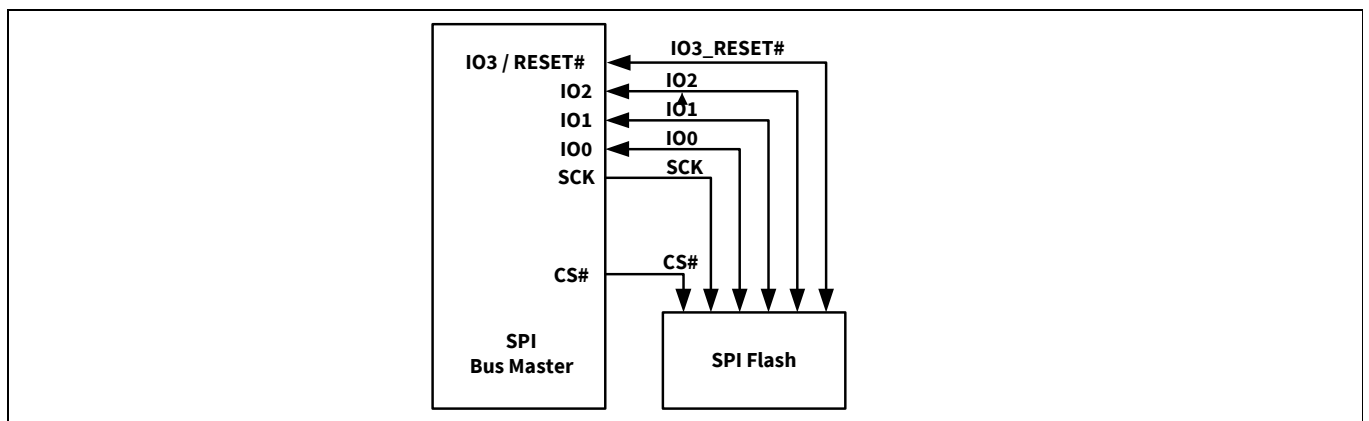 IO3 / RESET# IO3_RESET#
IO2 IO2
IO1 IO1
IO0 IO0
SCK SCK
CS# CS#
SPI
Bus Master
SPI Flash